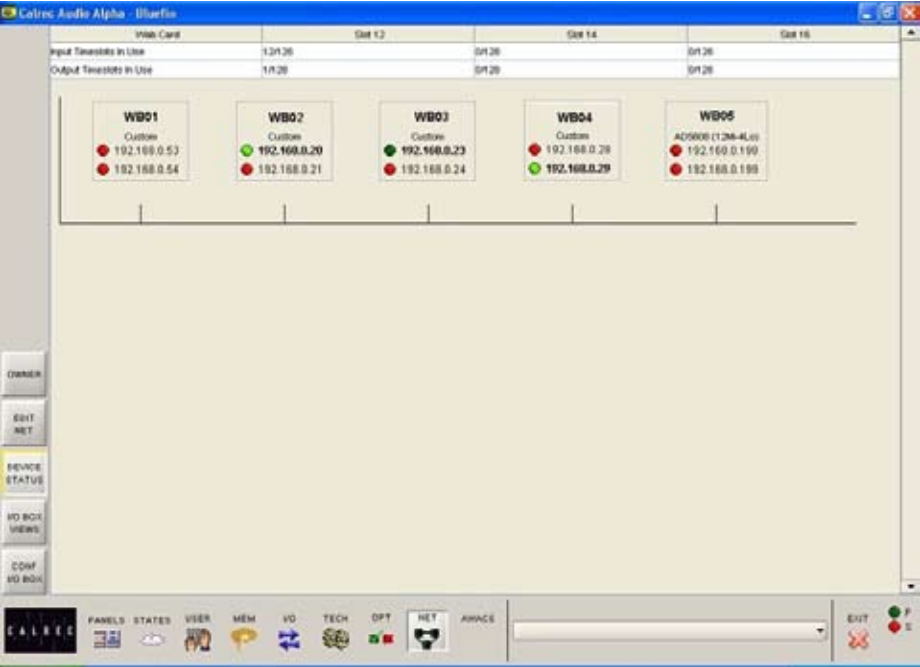 Calrec Audio Alpha - Bluefin
Wab Card Slot 12 Slot 14 Slot 16
Input Timeslots in Use 12/128 0/128 0/128
Output Timeslots in Use 1/128 0/128 0/128
WB01 WB02 WB03 WB04 WB05
Custom Custom Custom Custom AD5608 (12Mi-4Lo)
192.168.0.53 192.168.0.20 192.168.0.23 192.168.0.28 192.168.0.190
192.168.0.54 192.168.0.21 192.168.0.24 192.168.0.29 192.168.0.199
OWNER
EDIT
NET
DEVICE
STATUS
I/O BOX
VIEWS
CONF
I/O BOX
CALREC PANELS STATES USER MEM I/O TECH OPT NET AWACS EXIT P
S